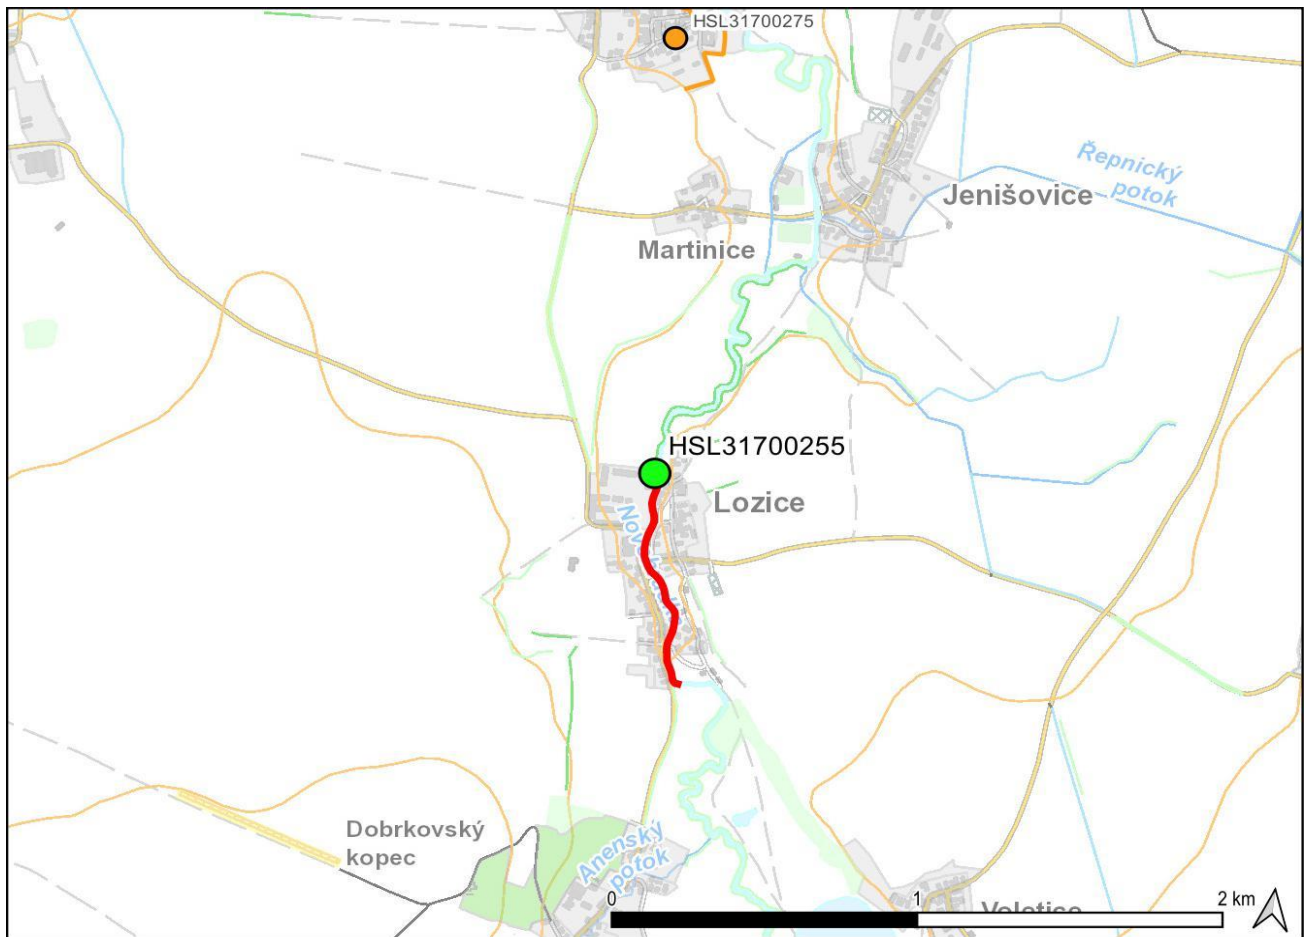 HSL31700275
Řepnický
potok
Jenišovice
Martinice
HSL31700255
Lozice
Dobrkovský
kopec
Anenský
potok
0 1 2 km